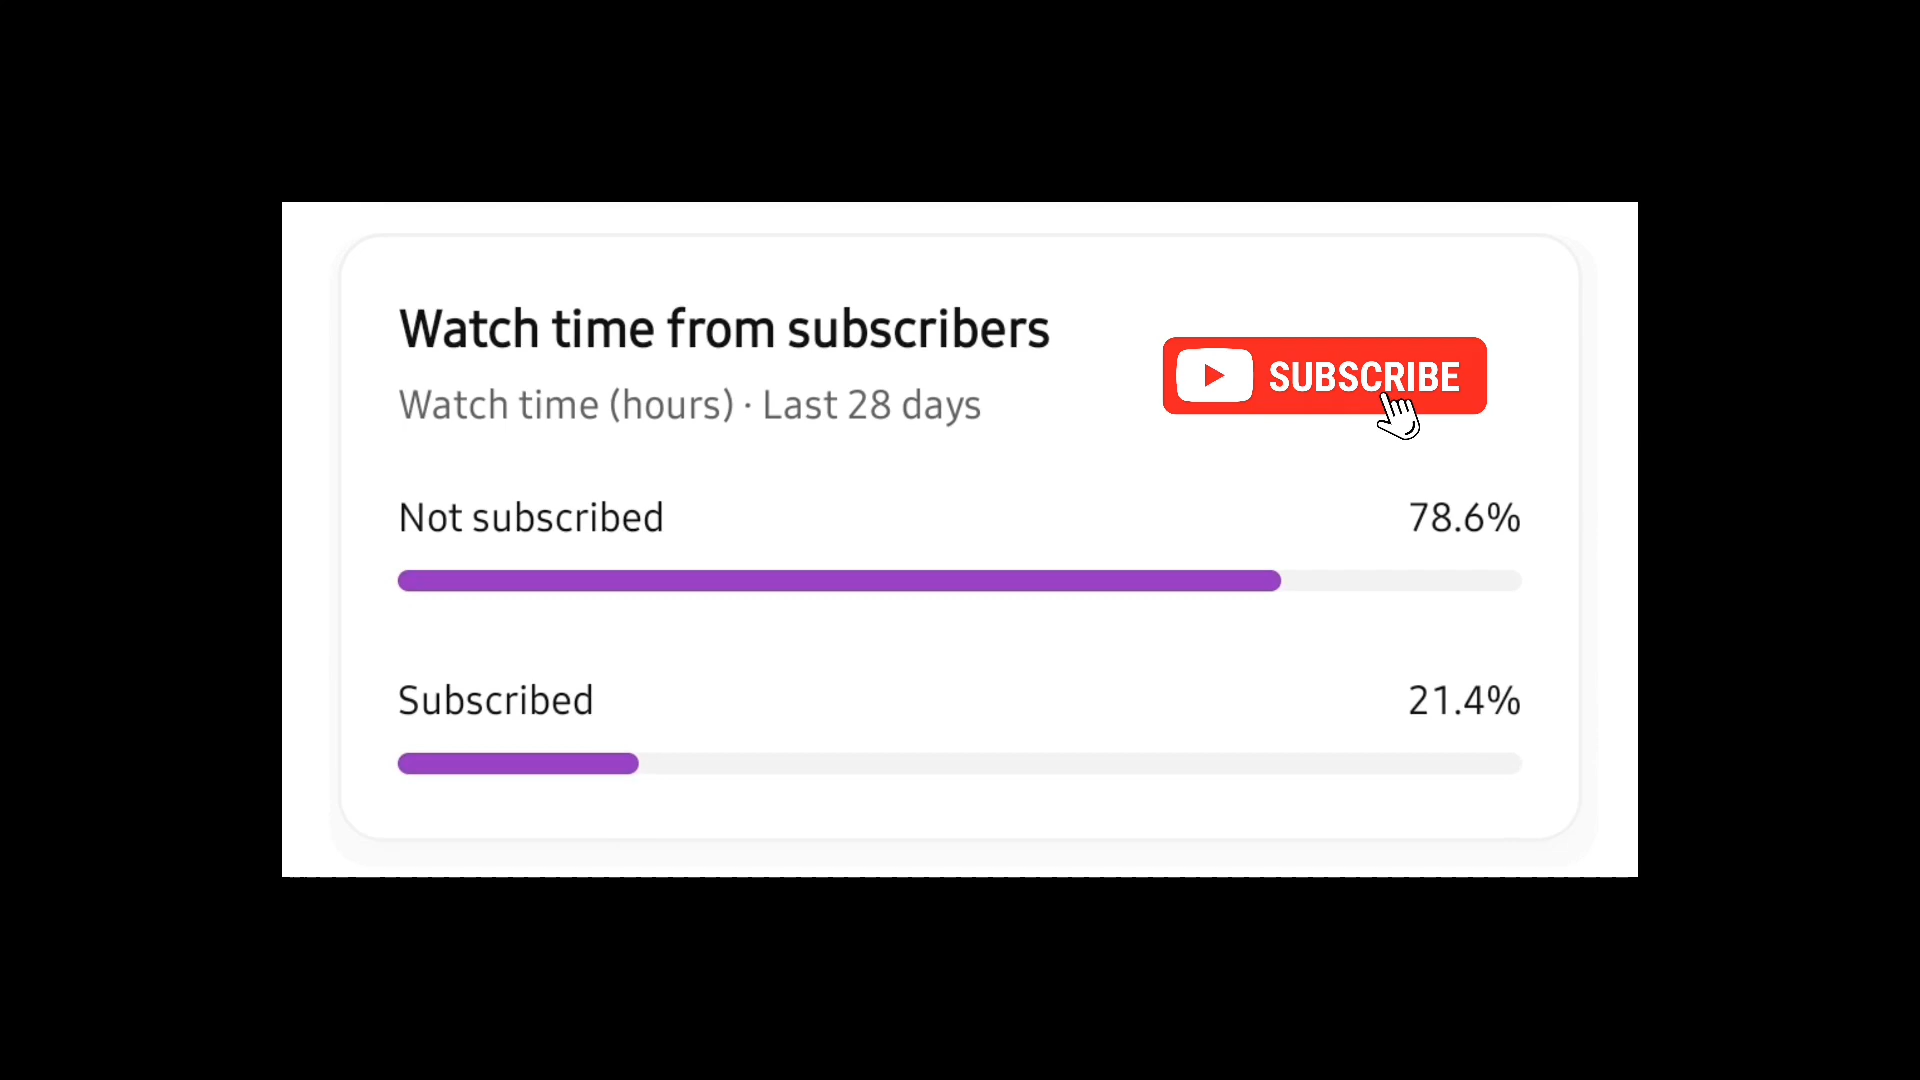 Watch time from subscribers
Watch time (hours) · Last 28 days
SUBSCRIBE
Not subscribed 78.6%
Subscribed 21.4%